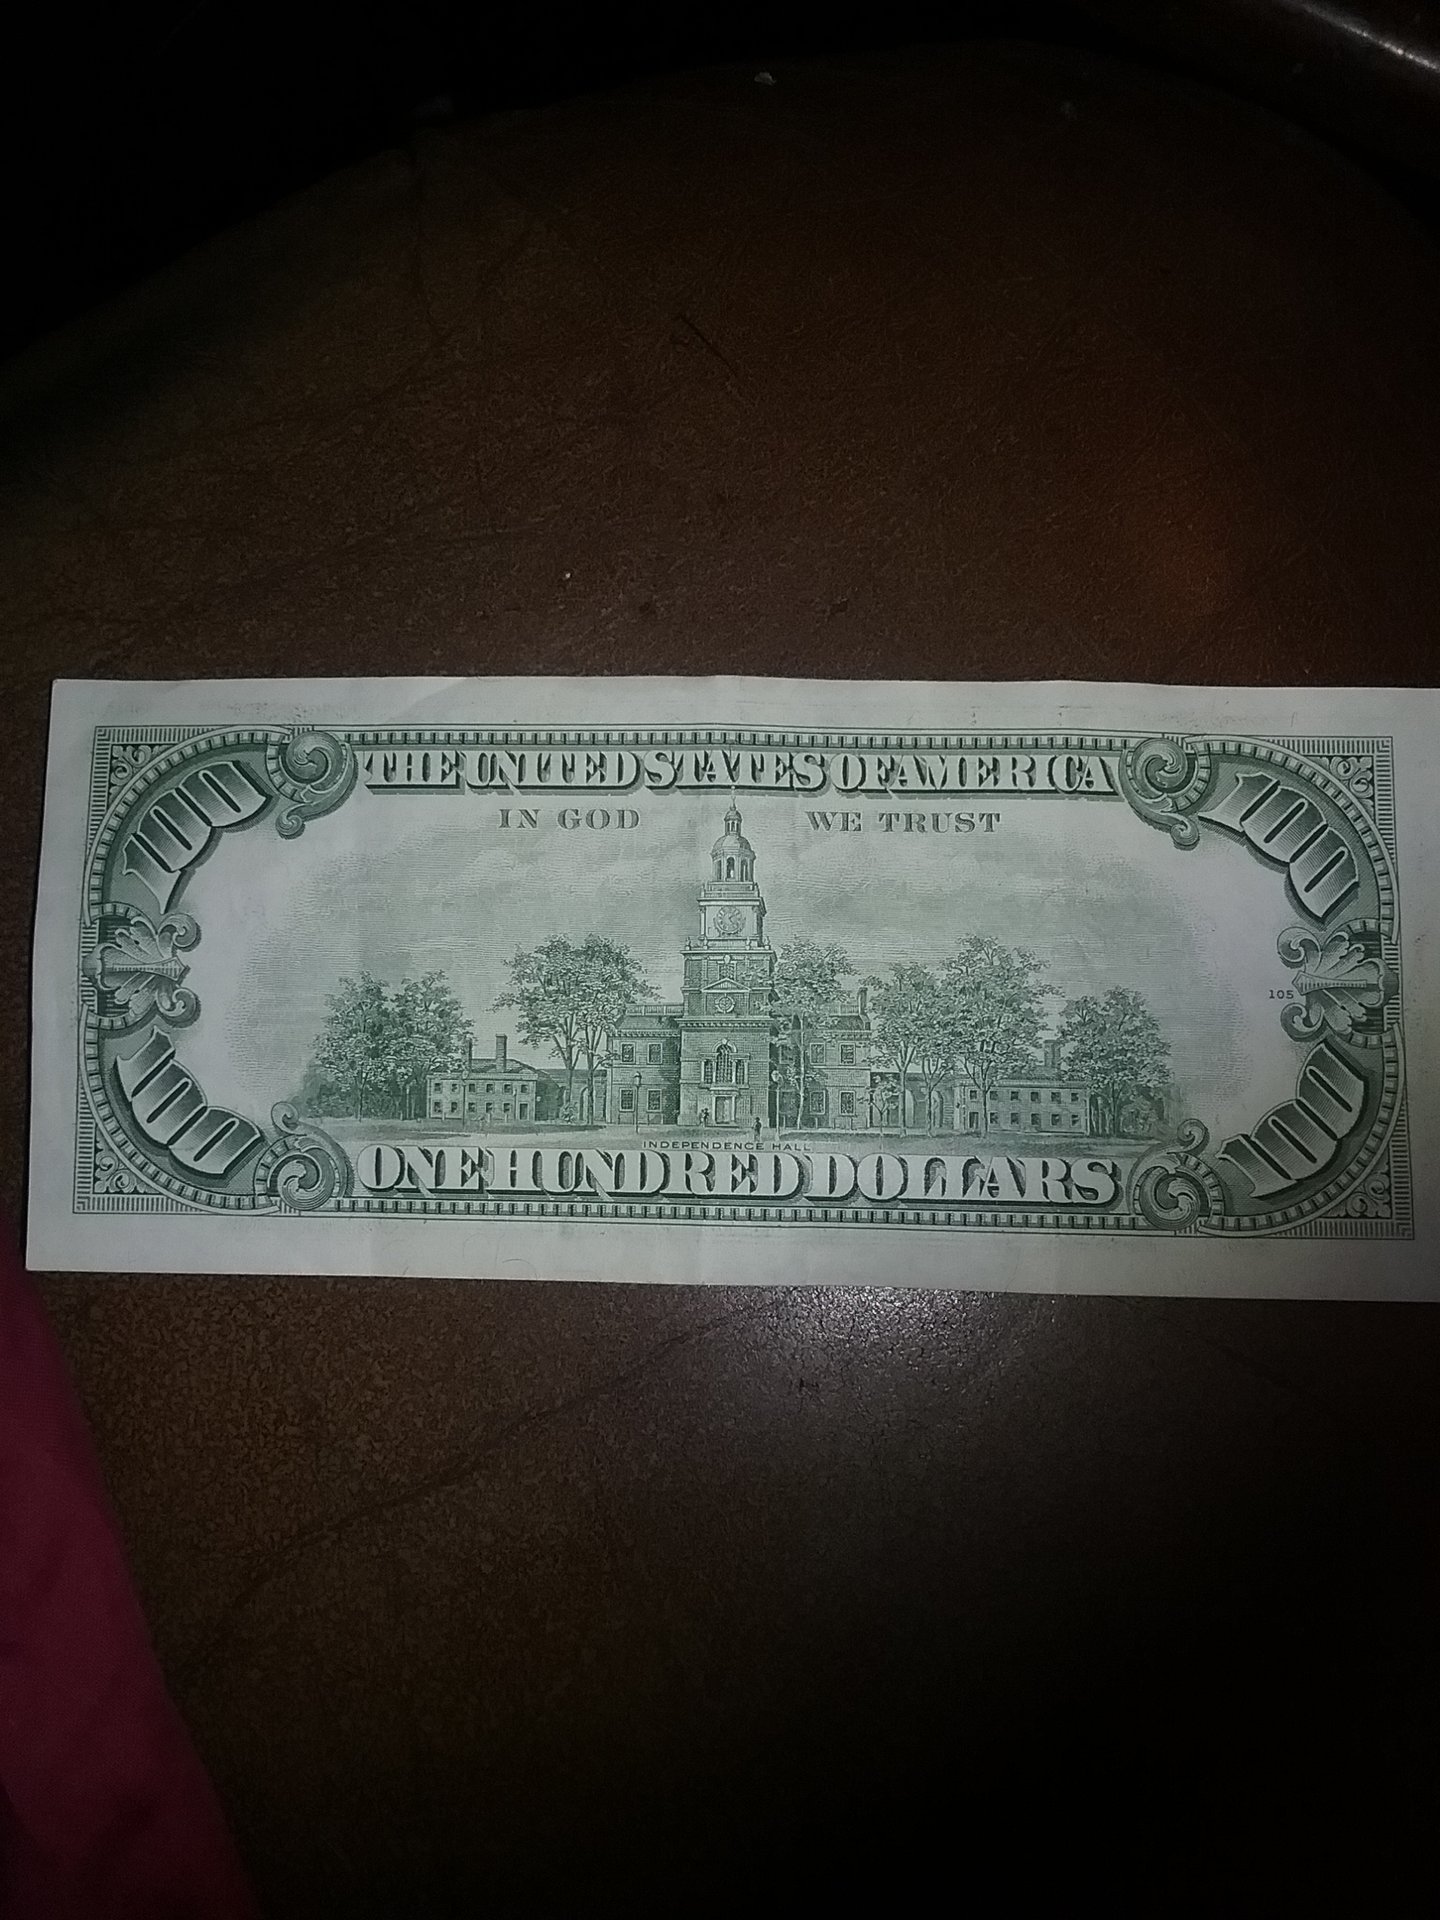 100 THE UNITED STATES OF AMERICA 100
IN GOD WE TRUST
105
INDEPENDENCE HALL
100 ONE HUNDRED DOLLARS 100